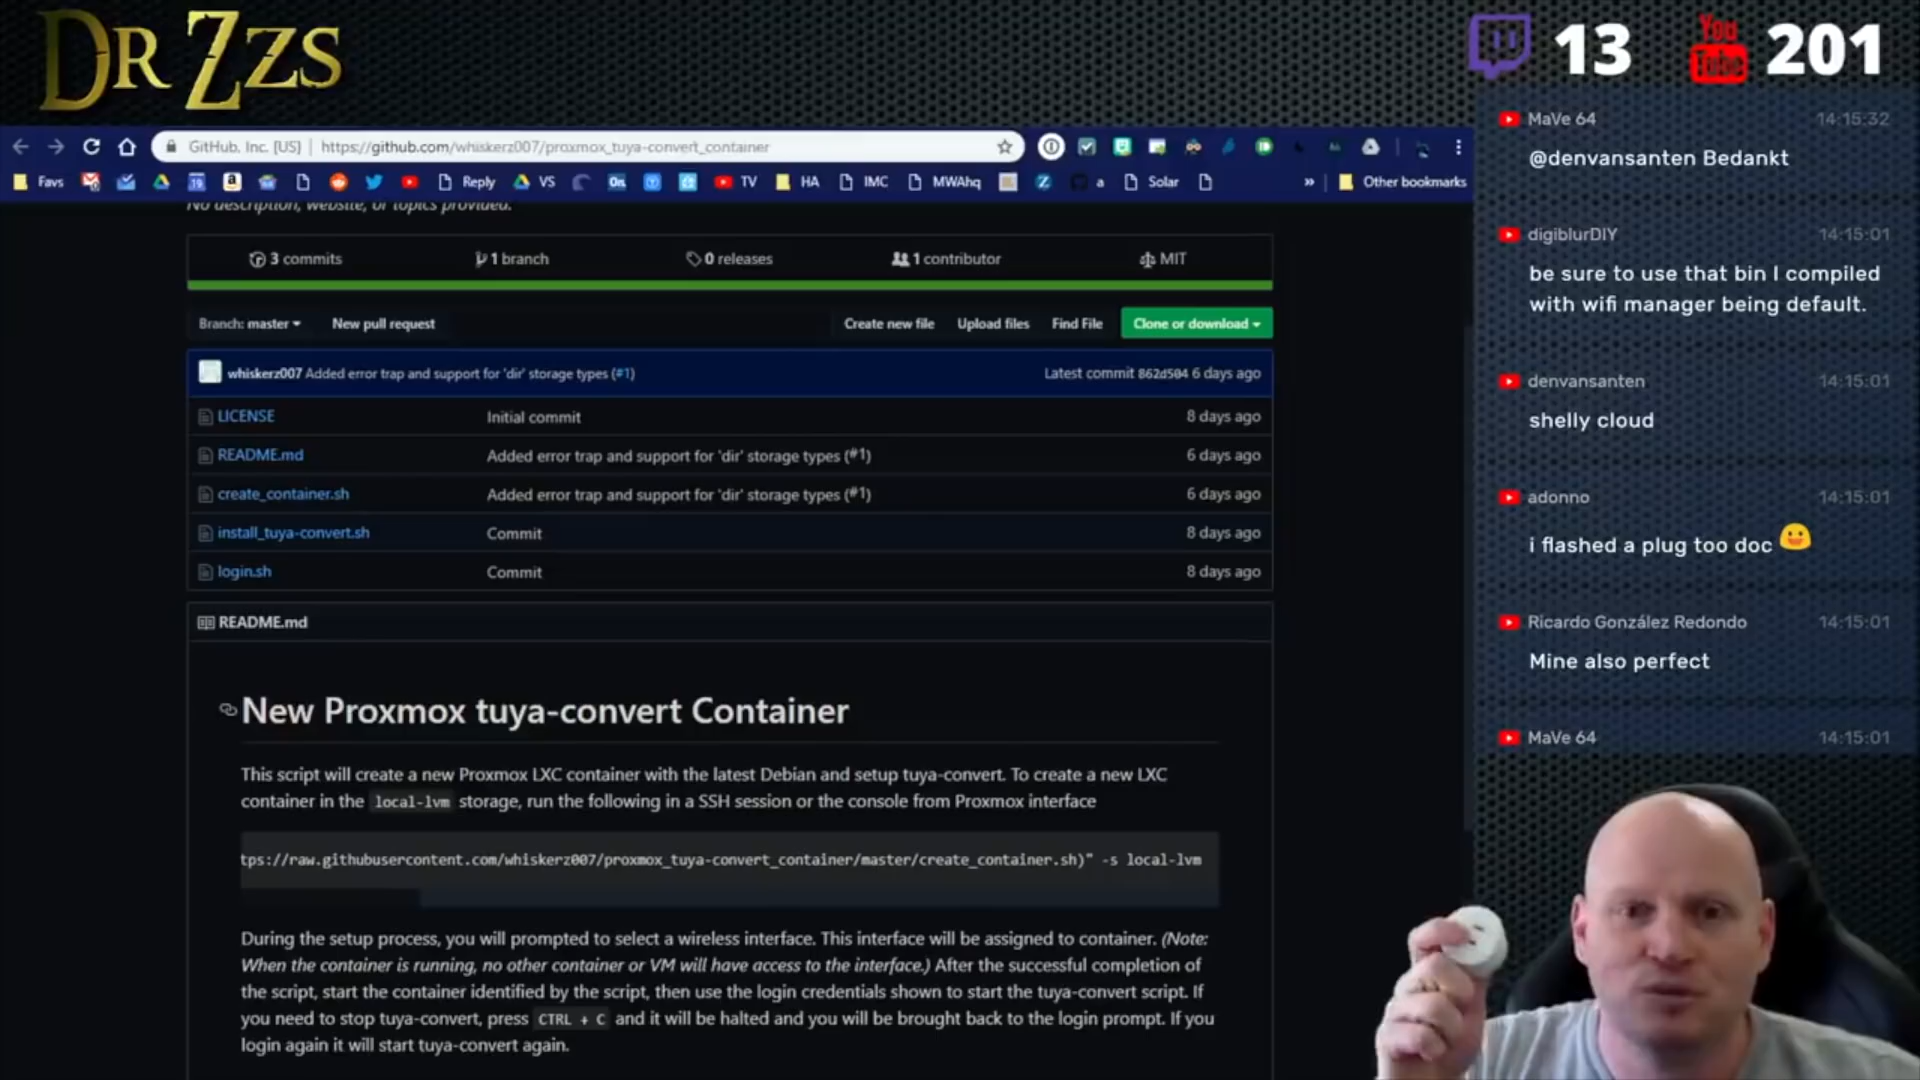 DR ZZS
13
You
Tube
201
GitHub, Inc. [US] | https://github.com/whiskerz007/proxmox_tuya-convert_container
Favs
19
Reply
VS
On
TV
HA
IMC
MWAhq
Z
a
Solar
»
Other bookmarks
No description, website, or topics provided.
3 commits
1 branch
0 releases
1 contributor
MIT
Branch: master
New pull request
Create new file
Upload files
Find File
Clone or download
whiskerz007 Added error trap and support for 'dir' storage types (#1)
Latest commit 862d504 6 days ago
LICENSE
Initial commit
8 days ago
README.md
Added error trap and support for 'dir' storage types (#1)
6 days ago
create_container.sh
Added error trap and support for 'dir' storage types (#1)
6 days ago
install_tuya-convert.sh
Commit
8 days ago
login.sh
Commit
8 days ago
README.md
New Proxmox tuya-convert Container
This script will create a new Proxmox LXC container with the latest Debian and setup tuya-convert. To create a new LXC
container in the local-lvm storage, run the following in a SSH session or the console from Proxmox interface
tps://raw.githubusercontent.com/whiskerz007/proxmox_tuya-convert_container/master/create_container.sh)" -s local-lvm
During the setup process, you will prompted to select a wireless interface. This interface will be assigned to container. (Note:
When the container is running, no other container or VM will have access to the interface.) After the successful completion of
the script, start the container identified by the script, then use the login credentials shown to start the tuya-convert script. If
you need to stop tuya-convert, press CTRL + C and it will be halted and you will be brought back to the login prompt. If you
login again it will start tuya-convert again.
MaVe 64
14:15:32
@denvansanten Bedankt
digiblurDIY
14:15:01
be sure to use that bin I compiled
with wifi manager being default.
denvansanten
14:15:01
shelly cloud
adonno
14:15:01
i flashed a plug too doc
Ricardo González Redondo
14:15:01
Mine also perfect
MaVe 64
14:15:01